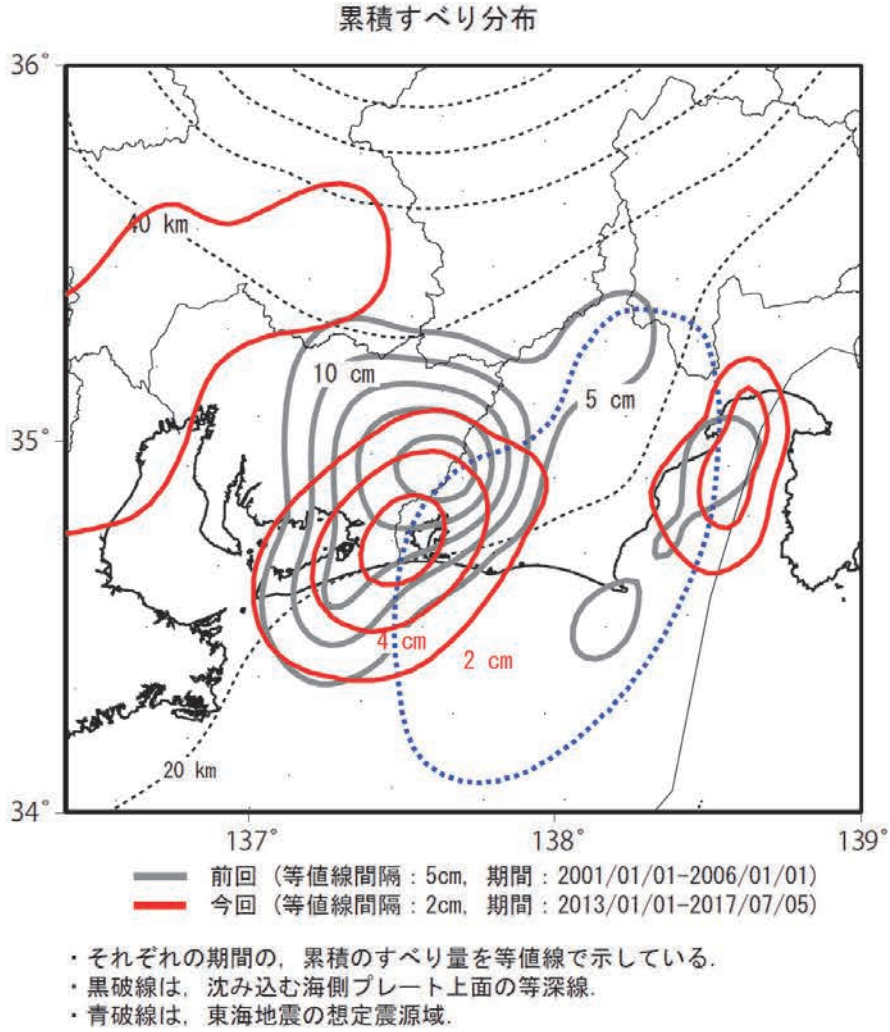 累積すべり分布
36°
40 km
10 cm
5 cm
35°
4 cm
2 cm
20 km
34°
137°
138°
139°
前回 (等値線間隔：5cm, 期間：2001/01/01-2006/01/01)
今回 (等値線間隔：2cm, 期間：2013/01/01-2017/07/05)
・それぞれの期間の, 累積のすべり量を等値線で示している.
・黒破線は, 沈み込む海側プレート上面の等深線.
・青破線は, 東海地震の想定震源域.